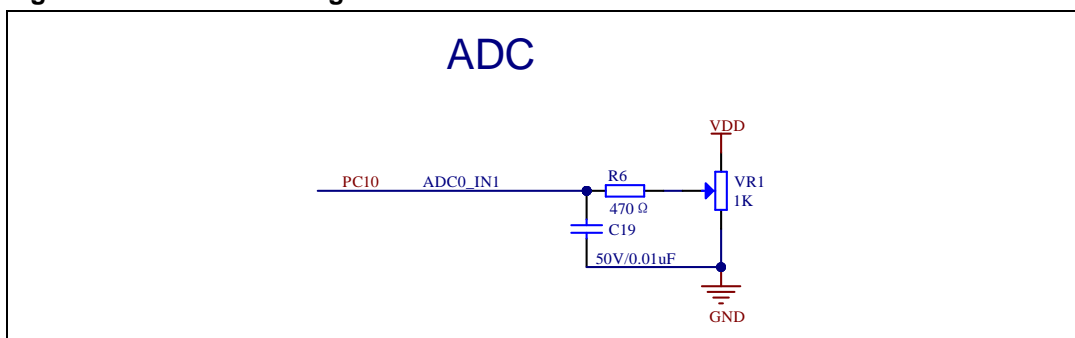 ADC
VDD
PC10 ADC0_IN1 R6 VR1
470 Ω 1K
C19
50V/0.01uF
GND